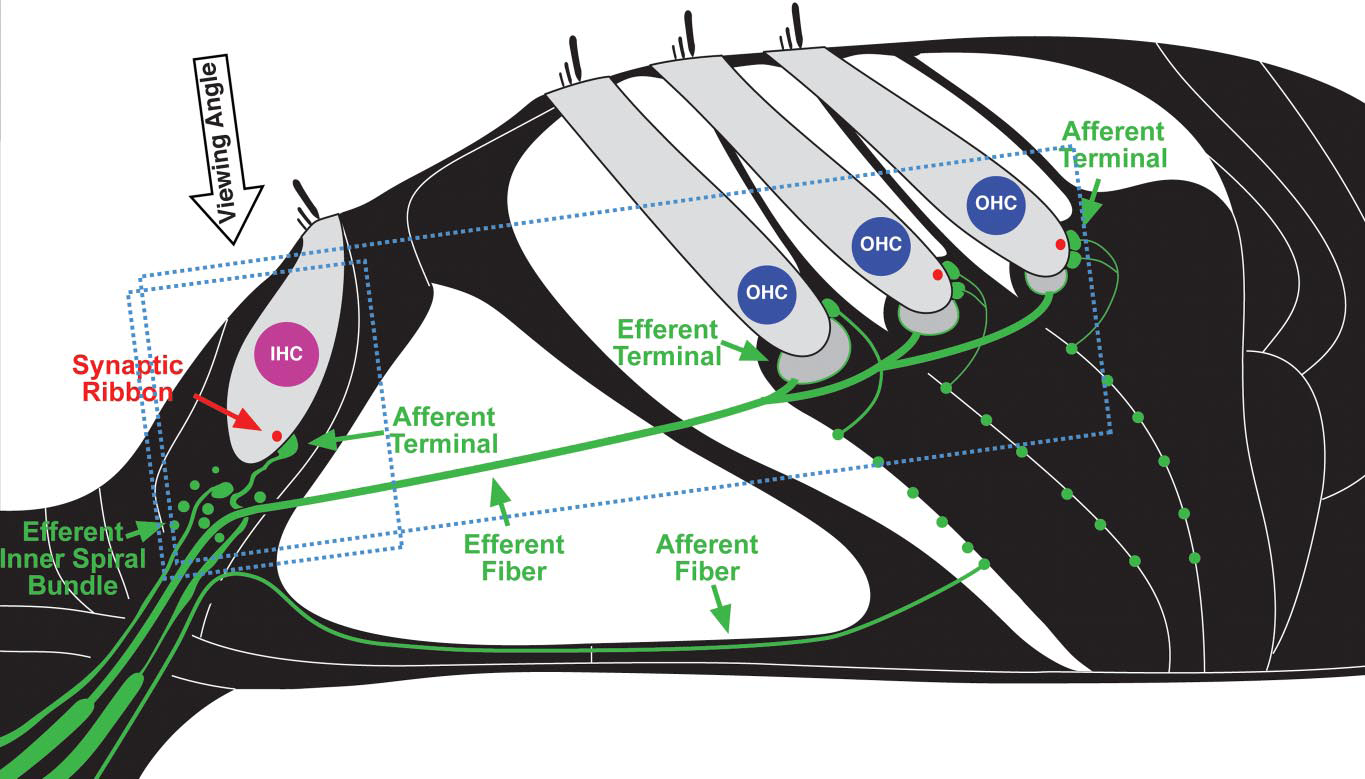 Viewing Angle
Afferent
Terminal
OHC
OHC
OHC
Efferent
Terminal
IHC
Synaptic
Ribbon
Afferent
Terminal
Efferent
Inner Spiral
Bundle
Efferent
Fiber
Afferent
Fiber